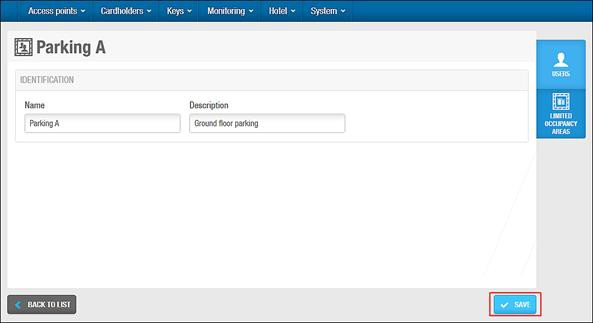 Access points Cardholders Keys Monitoring Hotel System
Parking A
IDENTIFICATION
Name Description
Parking A Ground floor parking
USERS
LIMITED
OCCUPANCY
AREAS
BACK TO LIST SAVE